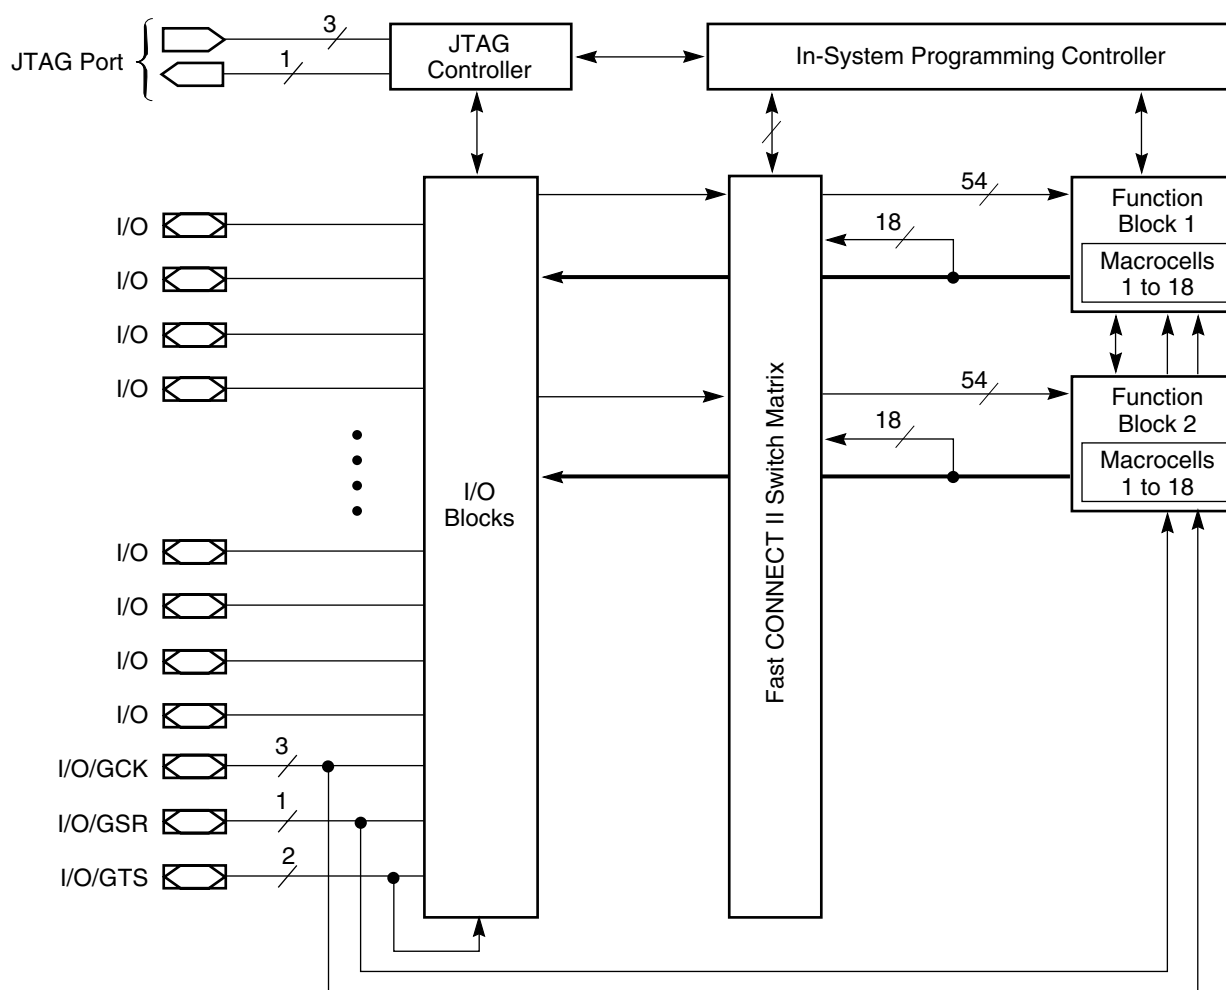 JTAG Port
3
1
JTAG
Controller
In-System Programming Controller
I/O
I/O
I/O
I/O
I/O
I/O
I/O
I/O
I/O/GCK
3
I/O/GSR
1
I/O/GTS
2
I/O
Blocks
Fast CONNECT II Switch Matrix
54
18
Function
Block 1
Macrocells
1 to 18
54
18
Function
Block 2
Macrocells
1 to 18